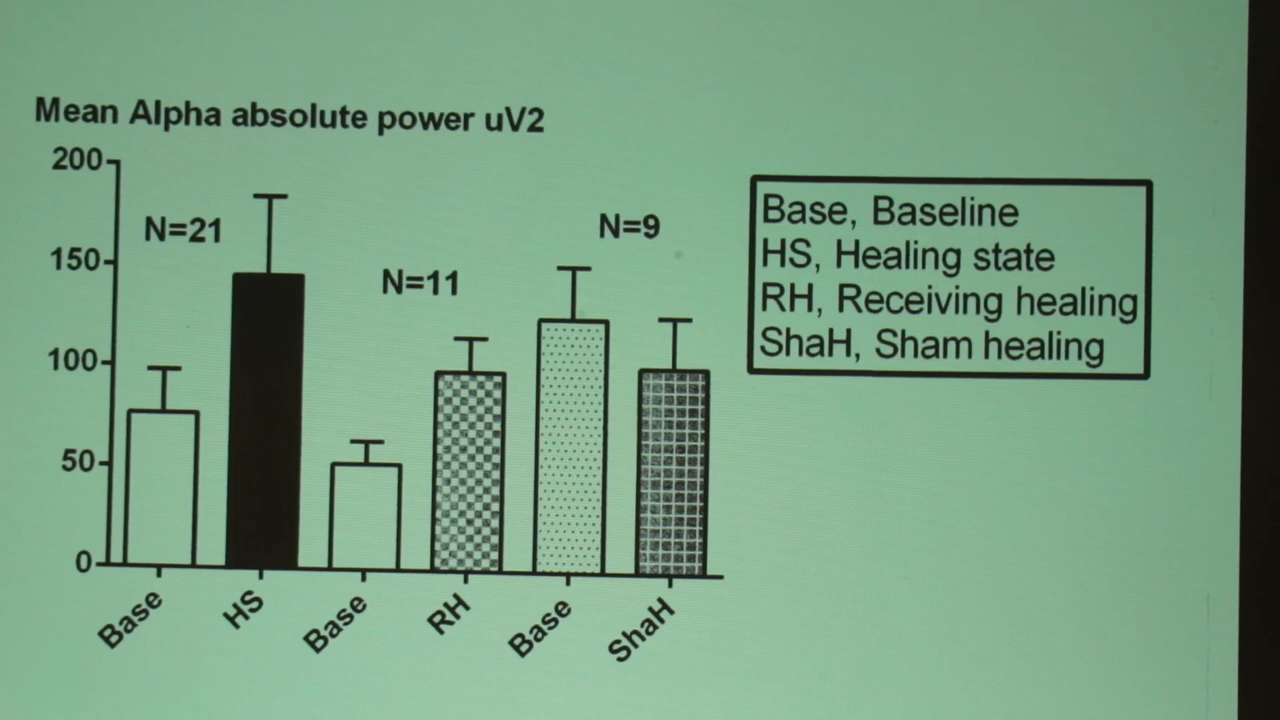 Mean Alpha absolute power uV2
200
150
100
50
0
N=21
N=11
N=9
Base
HS
Base
RH
Base
ShaH
Base, Baseline
HS, Healing state
RH, Receiving healing
ShaH, Sham healing